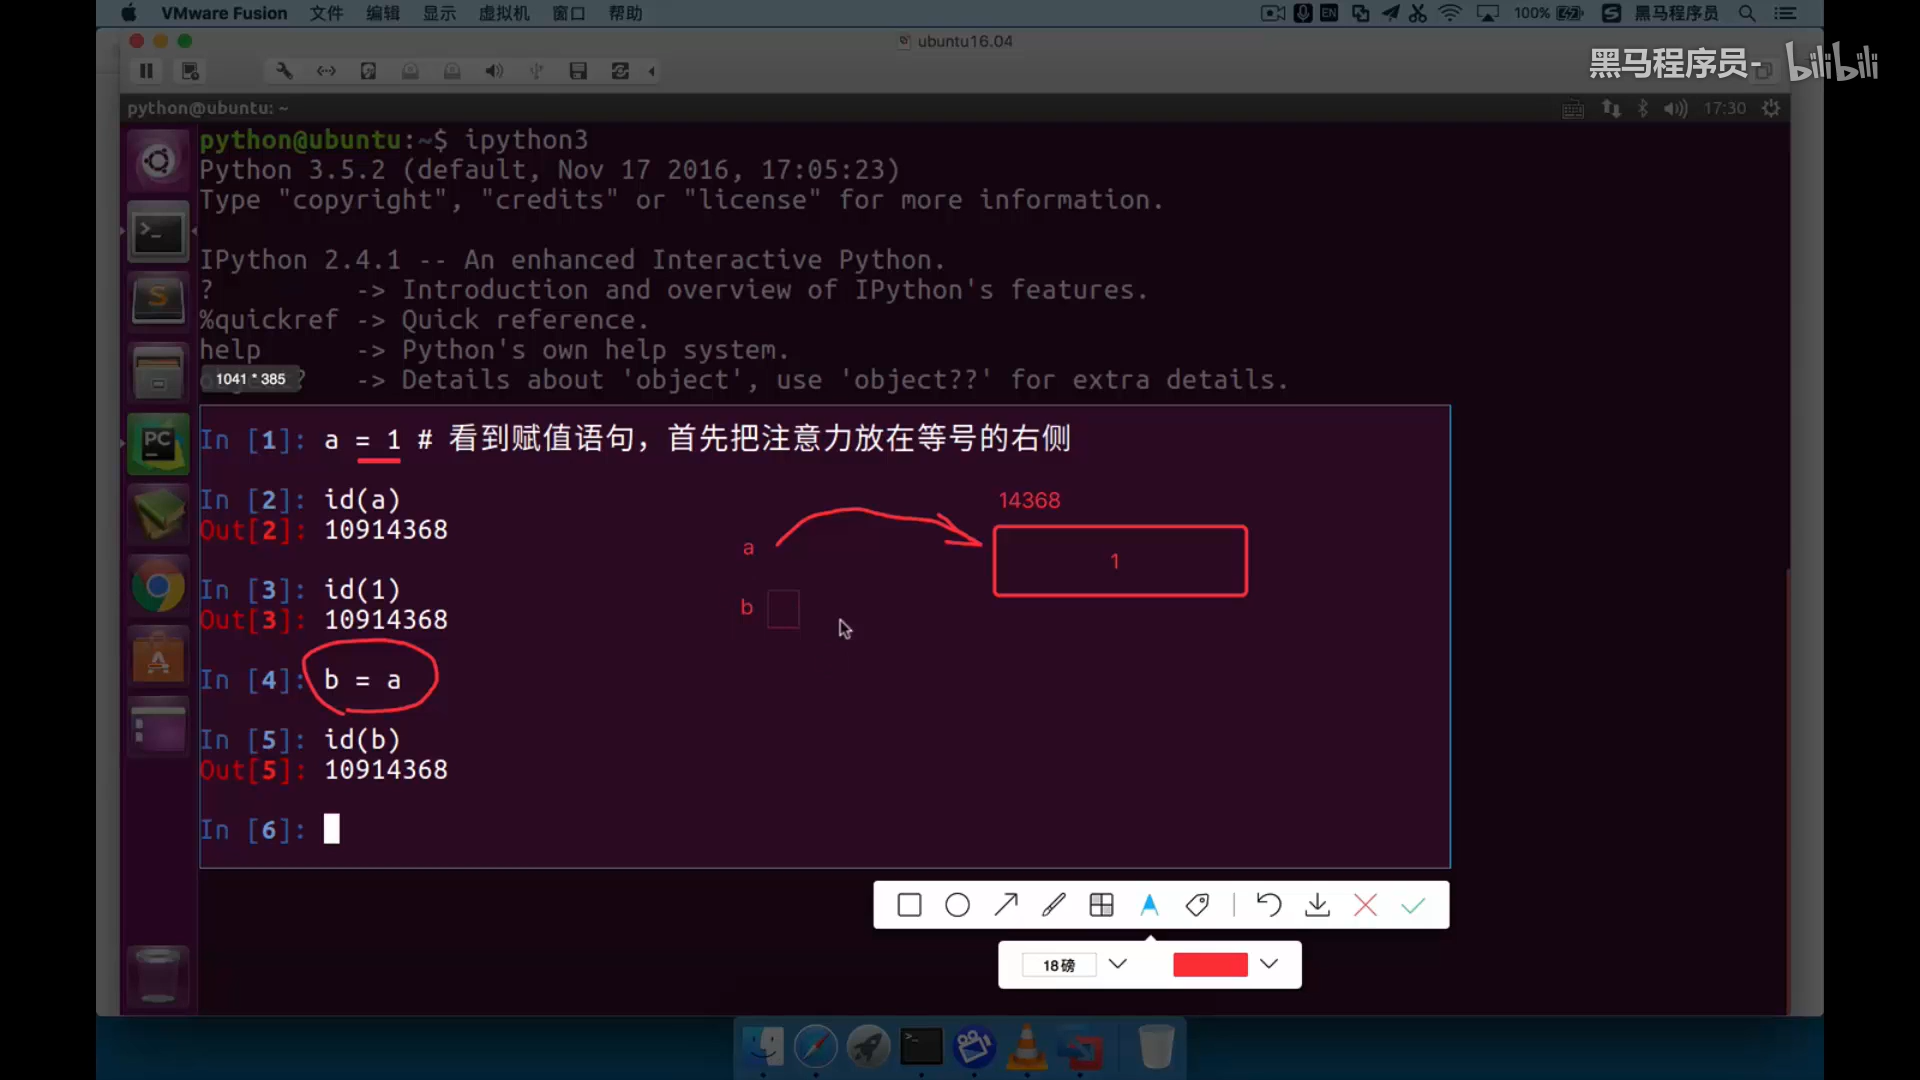 VMware Fusion 文件 编辑 显示 虚拟机 窗口 帮助 EN 100% 黑马程序员
ubuntu16.04
黑马程序员- bilibili
python@ubuntu: ~ 17:30
python@ubuntu:~$ ipython3
Python 3.5.2 (default, Nov 17 2016, 17:05:23)
Type "copyright", "credits" or "license" for more information.
IPython 2.4.1 -- An enhanced Interactive Python.
? -> Introduction and overview of IPython's features.
%quickref -> Quick reference.
help -> Python's own help system.
1041 * 385 ? -> Details about 'object', use 'object??' for extra details.
In [1]: a = 1 # 看到赋值语句，首先把注意力放在等号的右侧
In [2]: id(a)
14368
Out[2]: 10914368
a
1
In [3]: id(1)
b
Out[3]: 10914368
In [4]: b = a
In [5]: id(b)
Out[5]: 10914368
In [6]:
18磅